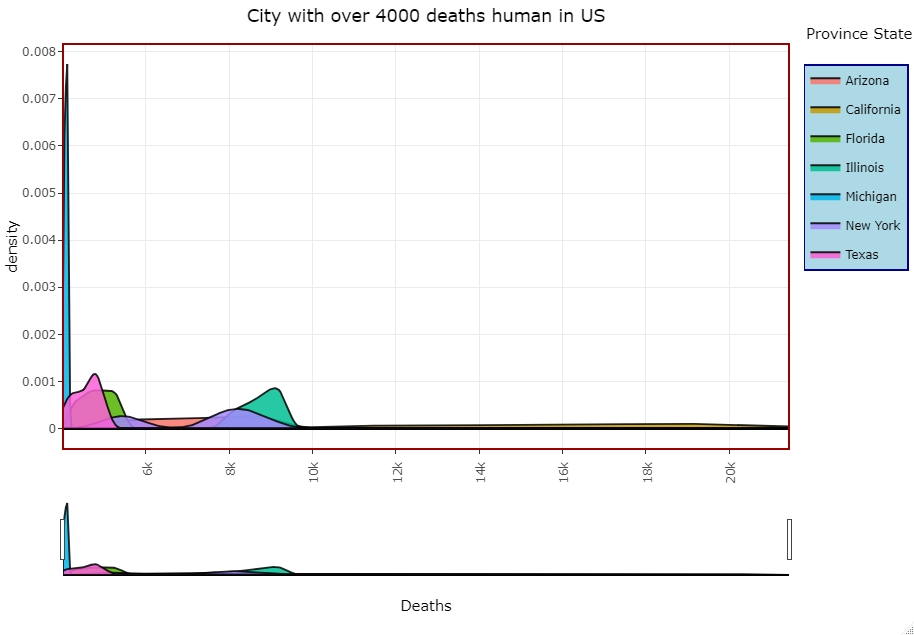 City with over 4000 deaths human in US
Province State
Arizona
California
Florida
Illinois
Michigan
New York
Texas
density
0.008
0.007
0.006
0.005
0.004
0.003
0.002
0.001
0
6k
8k
10k
12k
14k
16k
18k
20k
Deaths